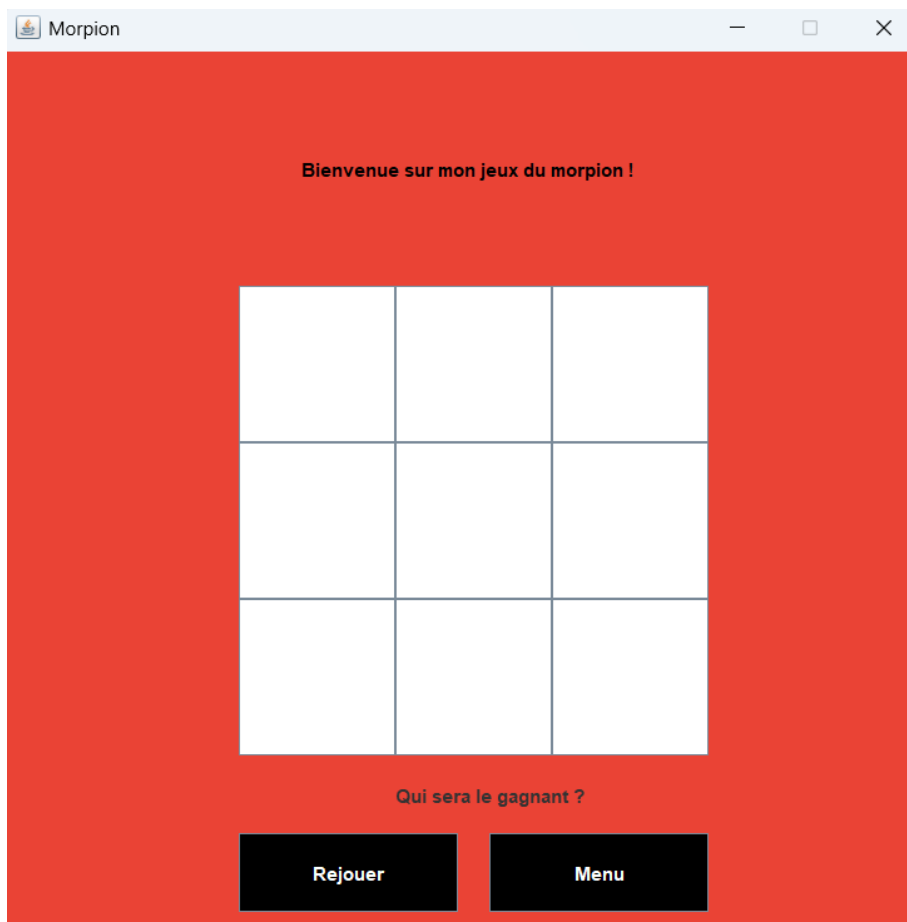 Morpion
Bienvenue sur mon jeux du morpion !
Qui sera le gagnant ?
Rejouer
Menu